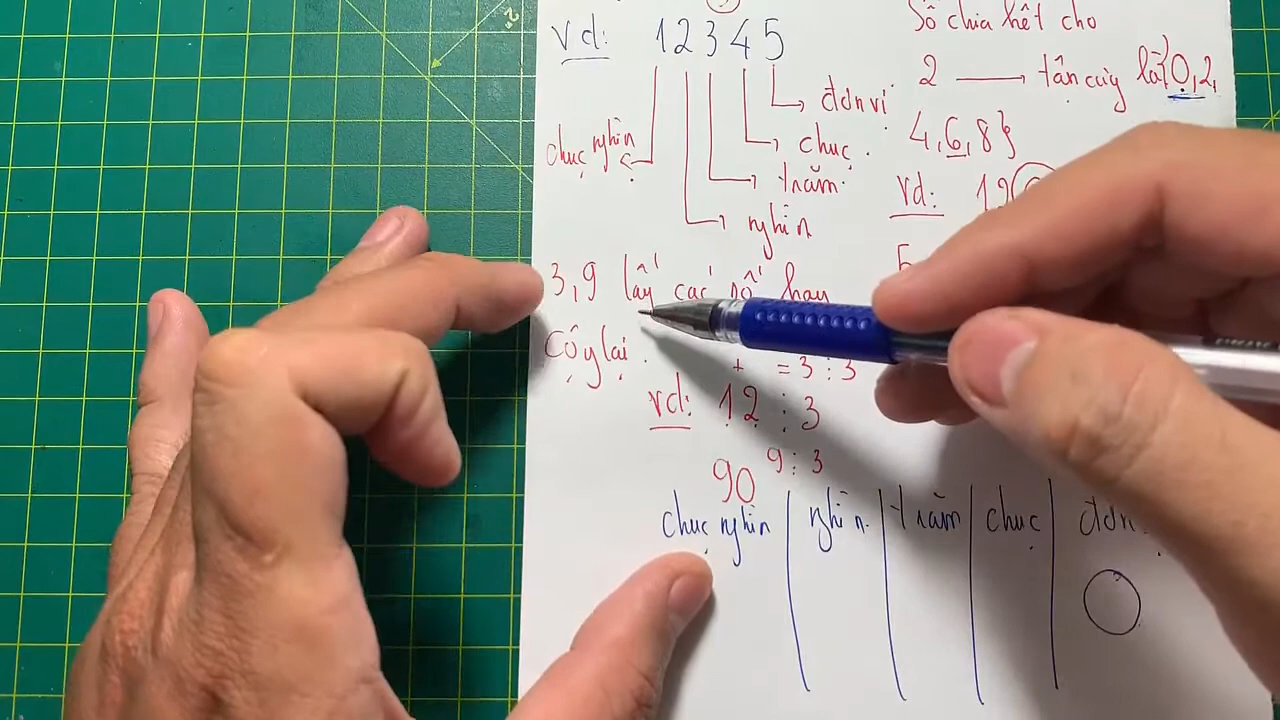 vd: 12345
đơn vị
chục.
trăm.
nghìn
chục nghìn
3,9 lấy các số hay
cộng lại.
+ = 3 : 3
vd: 12 : 3
90 9 : 3
chục nghìn nghìn. trăm chục đơn
Số chia hết cho
2 → tận cùng là {0,2,
4,6,8}
vd: